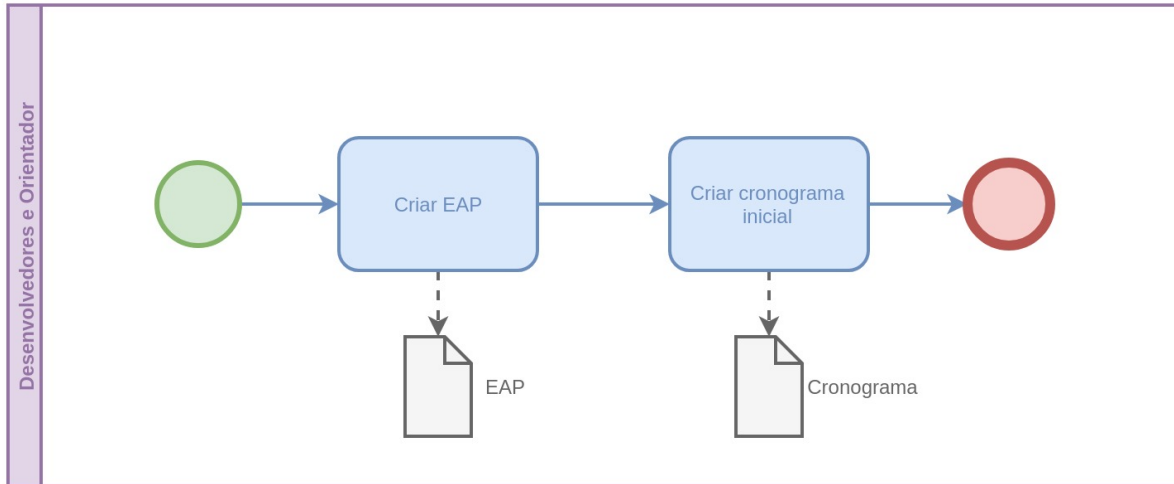 Desenvolvedores e Orientador
Criar EAP
Criar cronograma
inicial
EAP
Cronograma